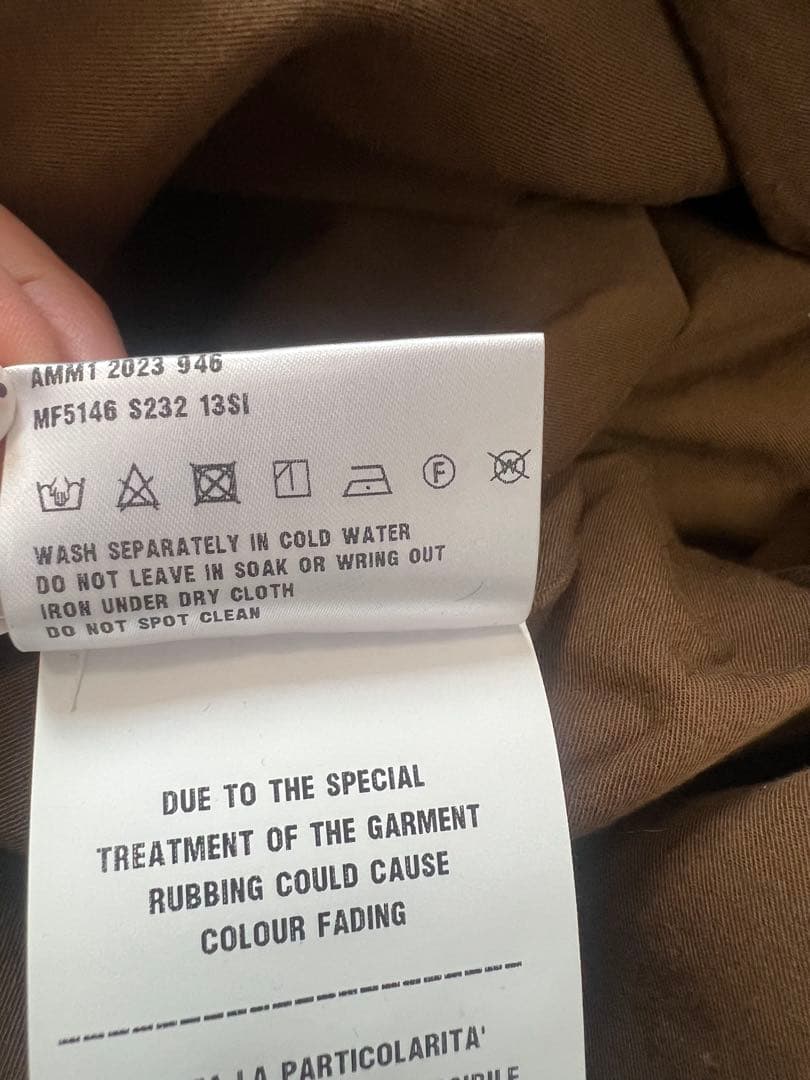 AMM1 2023 946
MF5146 S232 13SI
F W
WASH SEPARATELY IN COLD WATER
DO NOT LEAVE IN SOAK OR WRING OUT
IRON UNDER DRY CLOTH
DO NOT SPOT CLEAN
DUE TO THE SPECIAL
TREATMENT OF THE GARMENT
RUBBING COULD CAUSE
COLOUR FADING
LA PARTICOLARITA'